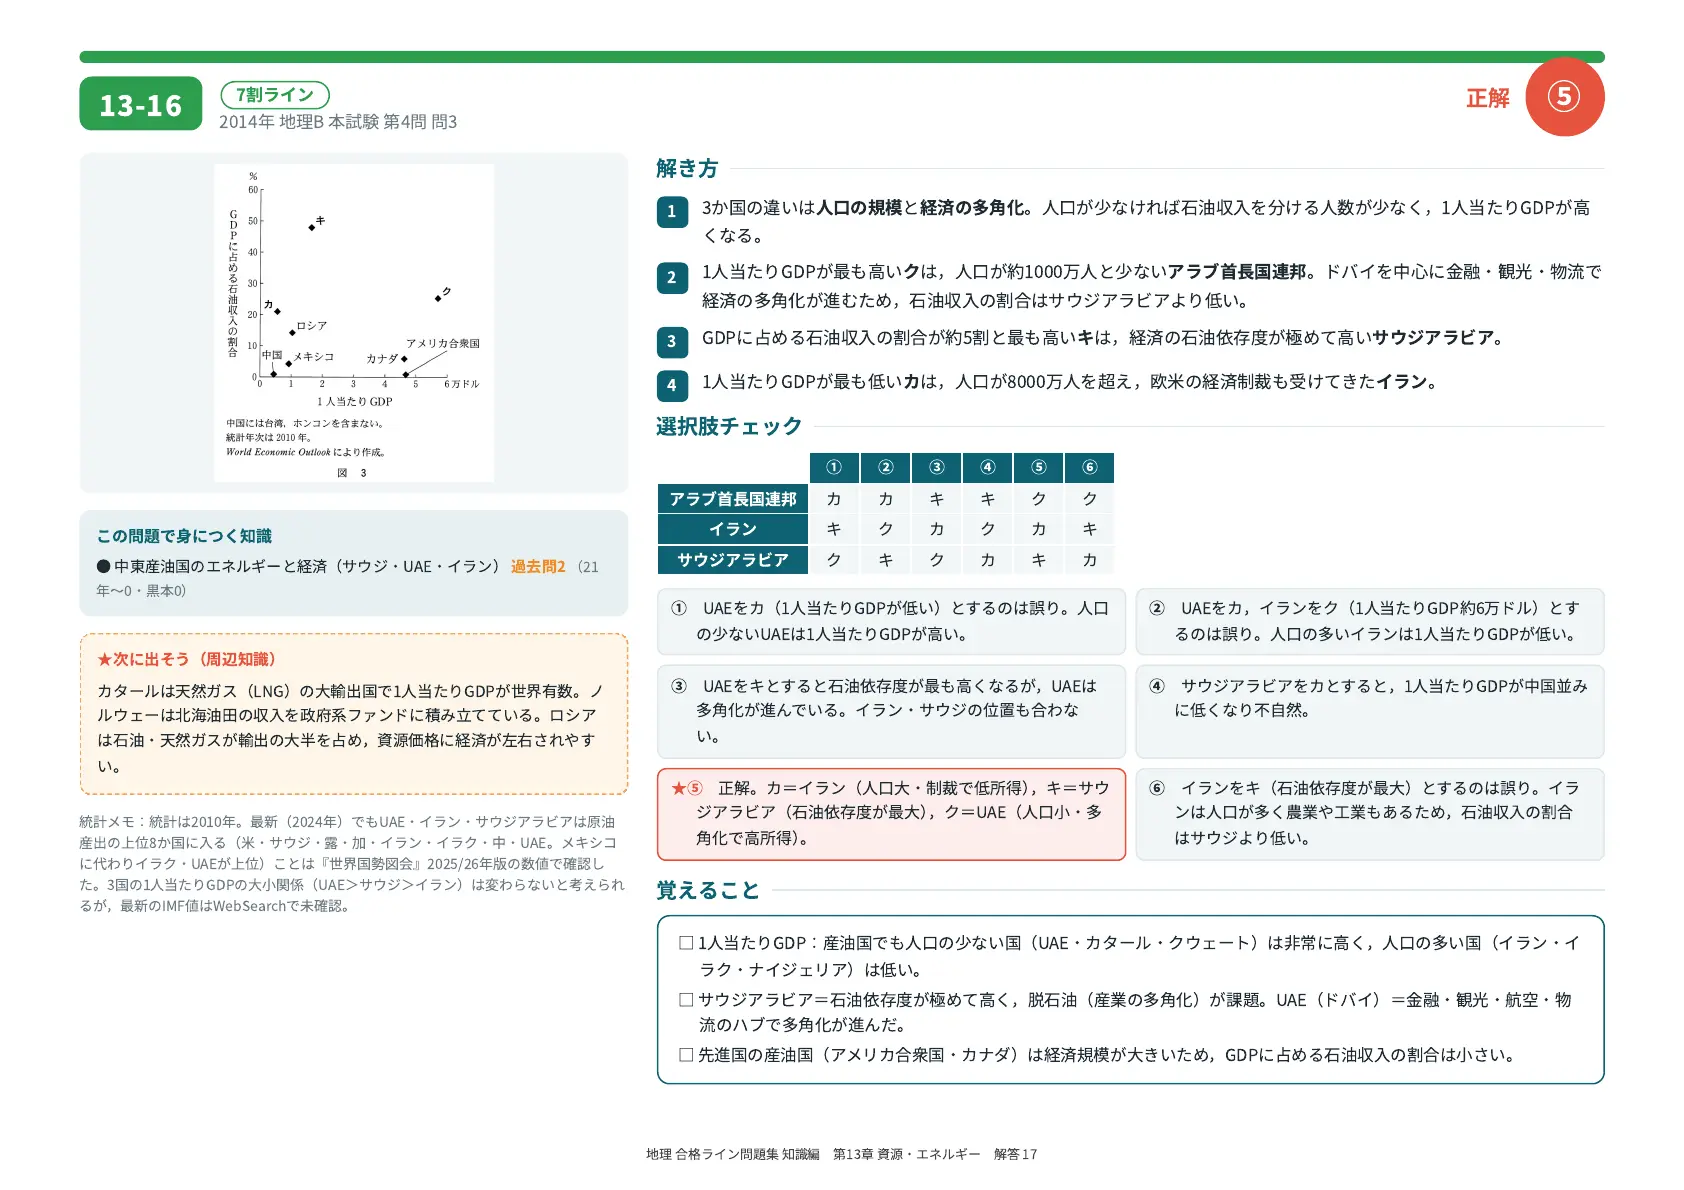 13-16
7割ライン
2014年 地理B 本試験 第4問 問3
正解 ⑤
%
60
50
40
30
20
10
0
GDPに占める石油収入の割合
キ
ク
カ
ロシア
アメリカ合衆国
中国
メキシコ
カナダ
0 1 2 3 4 5 6万ドル
1人当たりGDP
中国には台湾,ホンコンを含まない。
統計年次は2010年。
World Economic Outlook により作成。
図 3
この問題で身につく知識
●中東産油国のエネルギーと経済（サウジ・UAE・イラン） 過去問2 （21
年〜0・黒本0）
★次に出そう（周辺知識）
カタールは天然ガス（LNG）の大輸出国で1人当たりGDPが世界有数。ノ
ルウェーは北海油田の収入を政府系ファンドに積み立てている。ロシア
は石油・天然ガスが輸出の大半を占め，資源価格に経済が左右されやす
い。
統計メモ：統計は2010年。最新（2024年）でもUAE・イラン・サウジアラビアは原油
産出の上位8か国に入る（米・サウジ・露・加・イラン・イラク・中・UAE。メキシコ
に代わりイラク・UAEが上位）ことは『世界国勢図会』2025/26年版の数値で確認し
た。3国の1人当たりGDPの大小関係（UAE＞サウジ＞イラン）は変わらないと考えられ
るが，最新のIMF値はWebSearchで未確認。
解き方
1 3か国の違いは人口の規模と経済の多角化。人口が少なければ石油収入を分ける人数が少なく，1人当たりGDPが高
くなる。
2 1人当たりGDPが最も高いクは，人口が約1000万人と少ないアラブ首長国連邦。ドバイを中心に金融・観光・物流で
経済の多角化が進むため，石油収入の割合はサウジアラビアより低い。
3 GDPに占める石油収入の割合が約5割と最も高いキは，経済の石油依存度が極めて高いサウジアラビア。
4 1人当たりGDPが最も低いカは，人口が8000万人を超え，欧米の経済制裁も受けてきたイラン。
選択肢チェック
① ② ③ ④ ⑤ ⑥
アラブ首長国連邦 カ カ キ キ ク ク
イラン キ ク カ ク カ キ
サウジアラビア ク キ ク カ キ カ
① UAEをカ（1人当たりGDPが低い）とするのは誤り。人口
の少ないUAEは1人当たりGDPが高い。
② UAEをカ，イランをク（1人当たりGDP約6万ドル）とす
るのは誤り。人口の多いイランは1人当たりGDPが低い。
③ UAEをキとすると石油依存度が最も高くなるが，UAEは
多角化が進んでいる。イラン・サウジの位置も合わな
い。
④ サウジアラビアをカとすると，1人当たりGDPが中国並み
に低くなり不自然。
★⑤ 正解。カ＝イラン（人口大・制裁で低所得），キ＝サウ
ジアラビア（石油依存度が最大），ク＝UAE（人口小・多
角化で高所得）。
⑥ イランをキ（石油依存度が最大）とするのは誤り。イラ
ンは人口が多く農業や工業もあるため，石油収入の割合
はサウジより低い。
覚えること
□ 1人当たりGDP：産油国でも人口の少ない国（UAE・カタール・クウェート）は非常に高く，人口の多い国（イラン・イ
ラク・ナイジェリア）は低い。
□ サウジアラビア＝石油依存度が極めて高く，脱石油（産業の多角化）が課題。UAE（ドバイ）＝金融・観光・航空・物
流のハブで多角化が進んだ。
□ 先進国の産油国（アメリカ合衆国・カナダ）は経済規模が大きいため，GDPに占める石油収入の割合は小さい。
地理 合格ライン問題集 知識編 第13章 資源・エネルギー 解答17